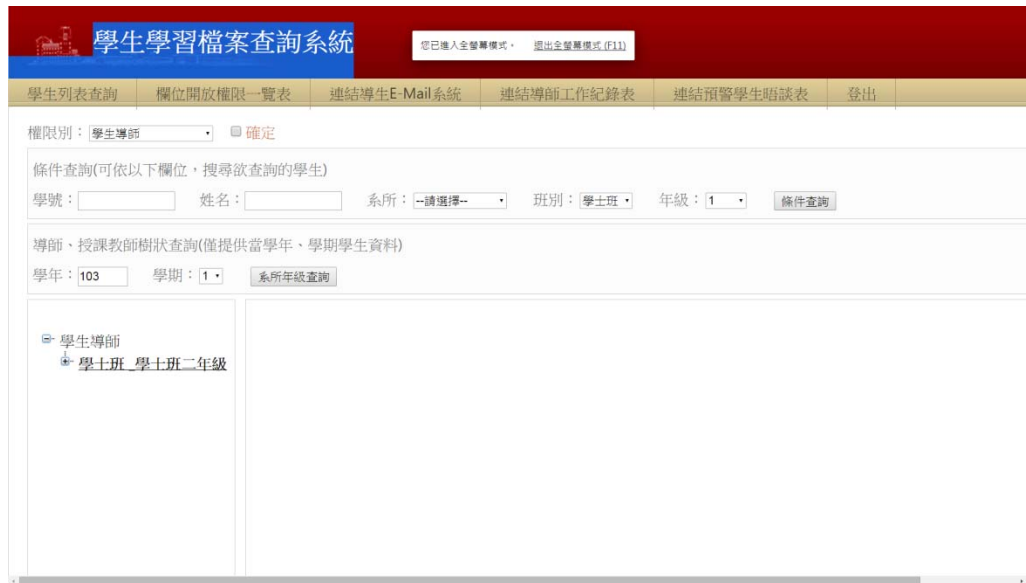 學生學習檔案查詢系統
您已進入全螢幕模式。 退出全螢幕模式 (F11)
學生列表查詢 欄位開放權限一覽表 連結導生E-Mail系統 連結導師工作紀錄表 連結預警學生晤談表 登出
權限別：學生導師 確定
條件查詢(可依以下欄位，搜尋欲查詢的學生)
學號： 姓名： 系所：--請選擇-- 班別：學士班 年級：1 條件查詢
導師、授課教師樹狀查詢(僅提供當學年、學期學生資料)
學年：103 學期：1 系所年級查詢
學生導師
學士班_學士班二年級